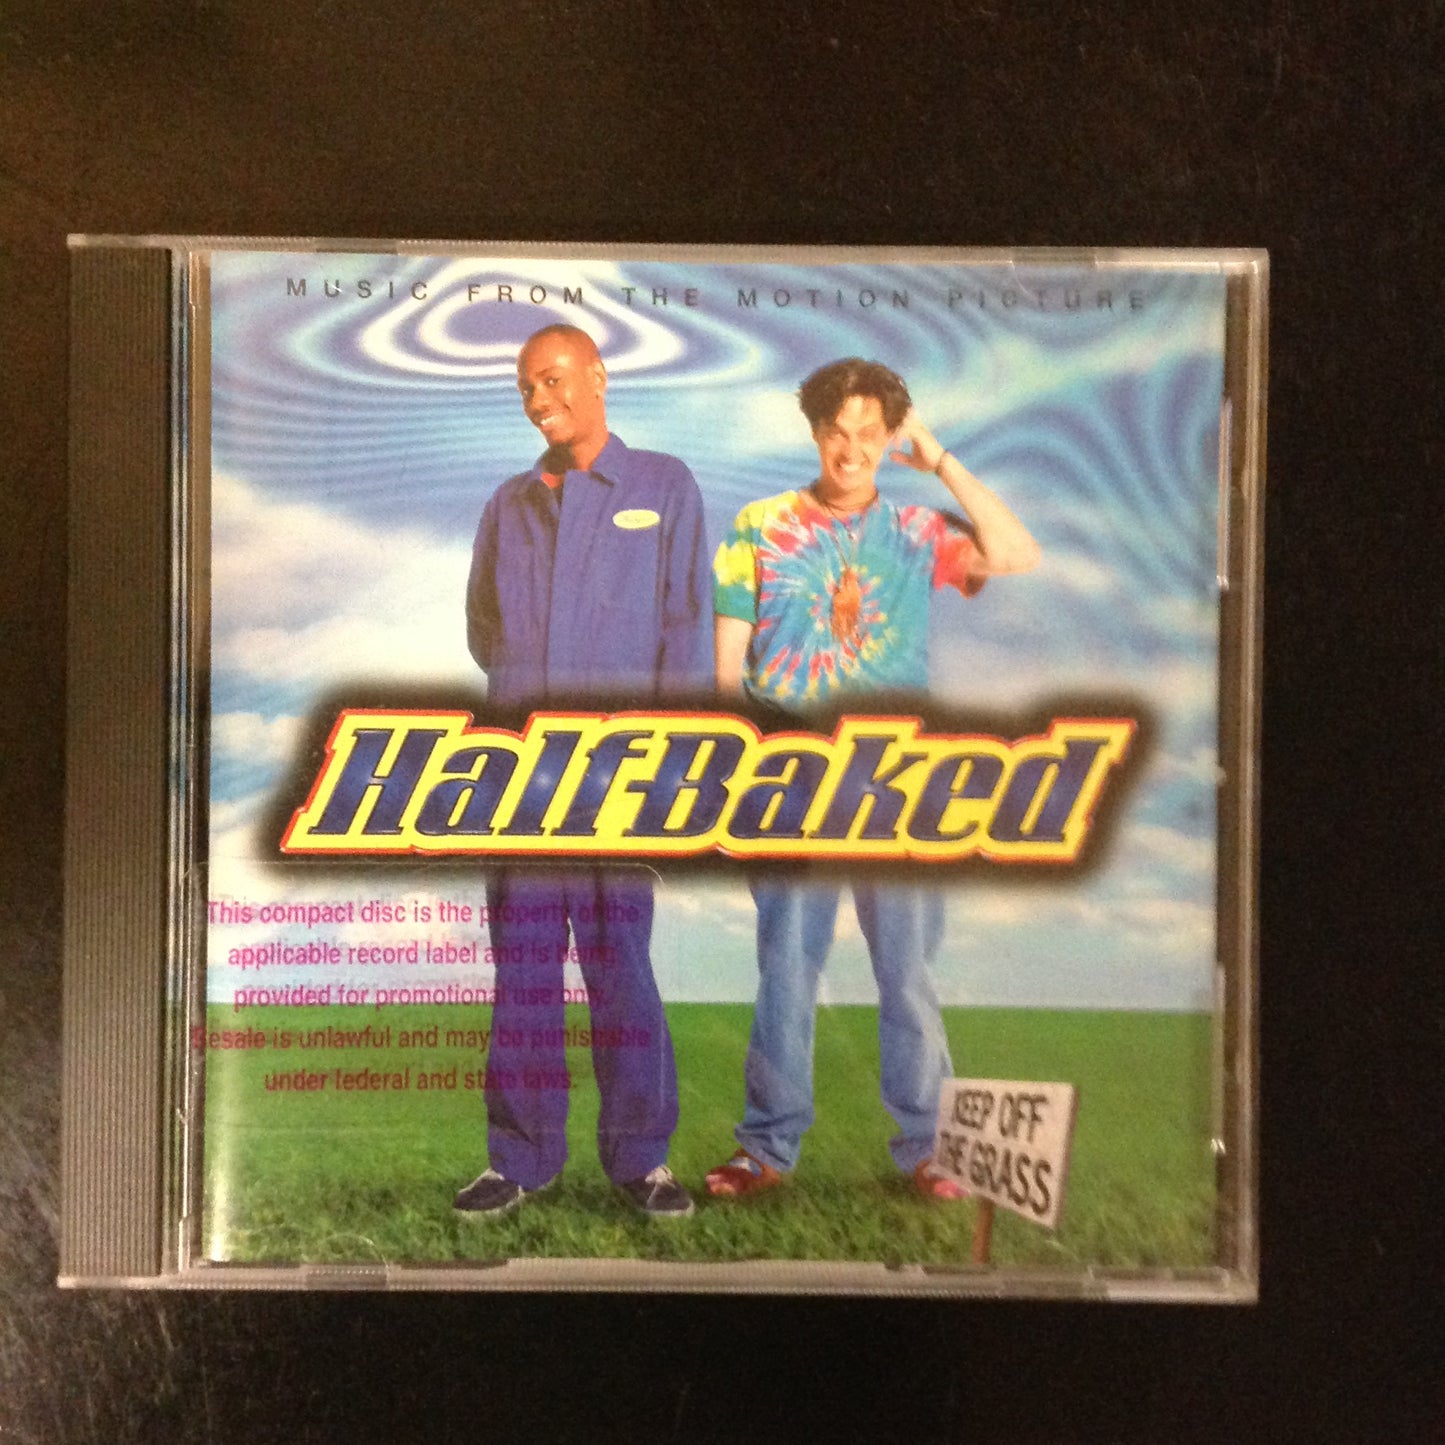 MUSIC FROM THE MOTION PICTURE
Half Baked
This compact disc is the property of the
applicable record label and is being
provided for promotional use only.
Resale is unlawful and may be punishable
under federal and state laws.
KEEP OFF
THE GRASS